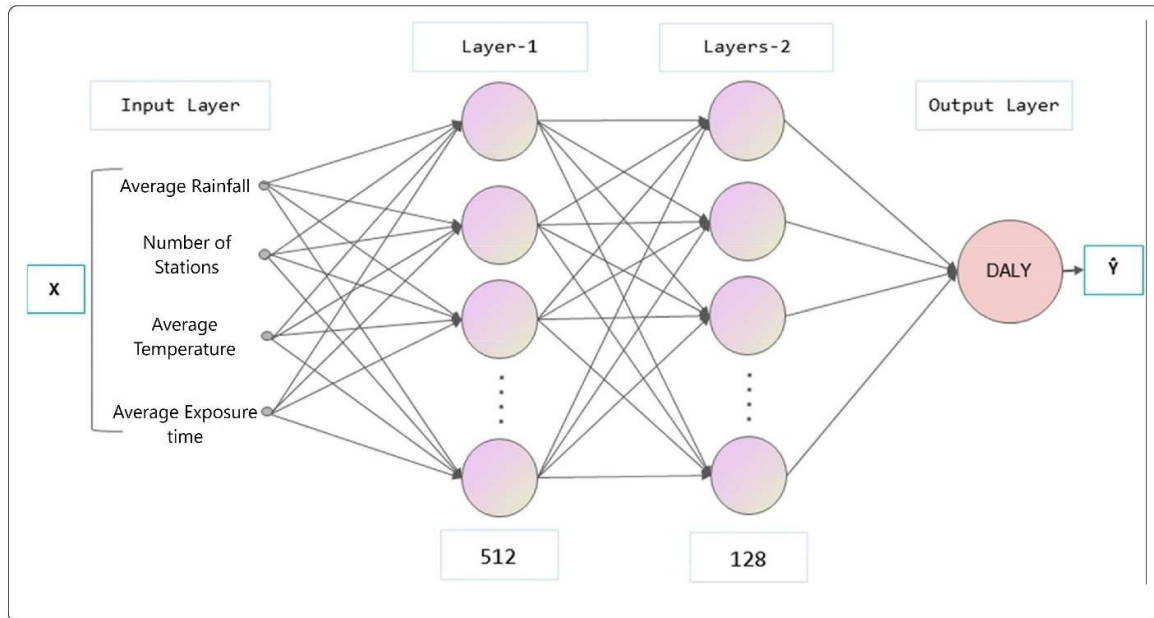 Layer-1
Layers-2
Input Layer
Output Layer
Average Rainfall
Number of
Stations
X
Average
Temperature
Average Exposure
time
DALY
Ŷ
512
128